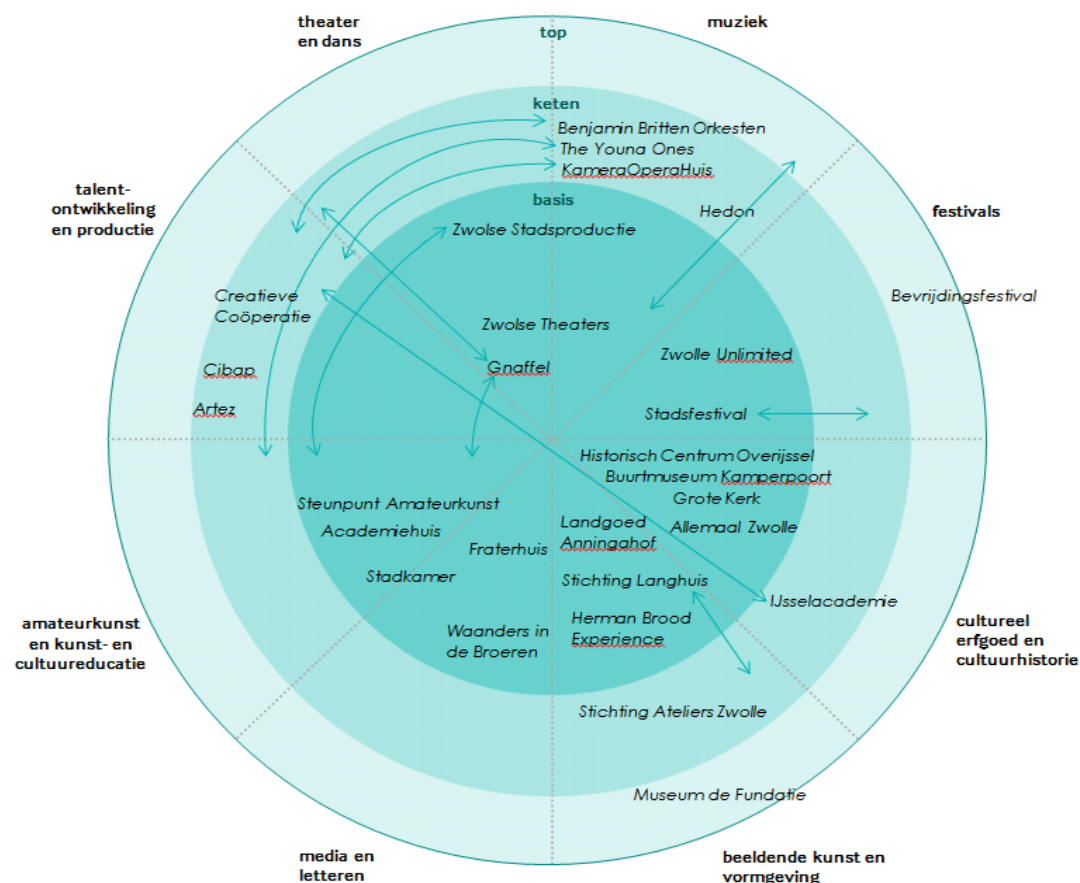 theater
en dans
muziek
top
keten
Benjamin Britten Orkesten
The Youna Ones
KameraOperaHuis
talent-
ontwikkeling
en productie
basis
Hedon
festivals
Zwolse Stadsproductie
Creatieve
Coöperatie
Bevrijdingsfestival
Zwolse Theaters
Zwolle Unlimited
Gnaffel
Cibap
Artez
Stadsfestival
Historisch Centrum Overijssel
Buurtmuseum Kamperpoort
Grote Kerk
Steunpunt Amateurkunst
Academiehuis
Landgoed
Anningahof
Allemaal Zwolle
Fraterhuis
Stadkamer
Stichting Langhuis
IJsselacademie
Herman Brood
Experience
Waanders in
de Broeren
amateurkunst
en kunst- en
cultuureducatie
cultureel
erfgoed en
cultuurhistorie
Stichting Ateliers Zwolle
Museum de Fundatie
media en
letteren
beeldende kunst en
vormgeving